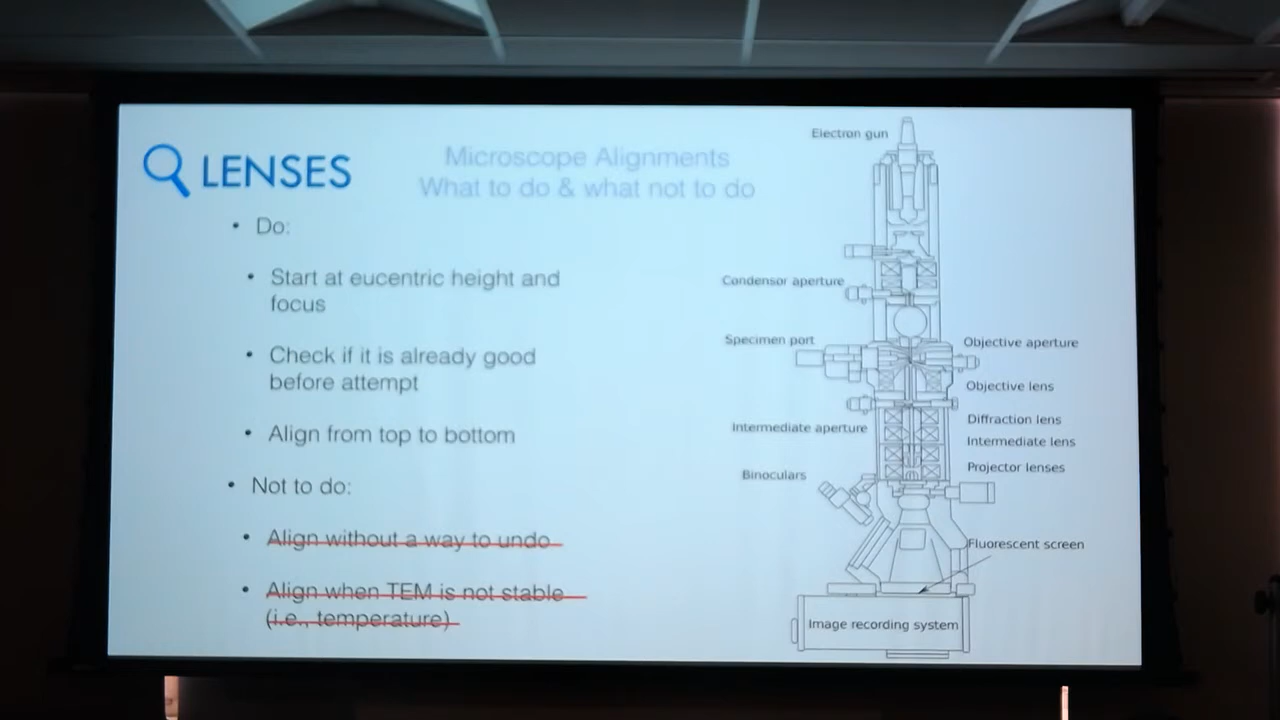 LENSES
Microscope Alignments
What to do & what not to do
• Do:
• Start at eucentric height and
focus
• Check if it is already good
before attempt
• Align from top to bottom
• Not to do:
• Align without a way to undo
• Align when TEM is not stable
(i.e., temperature)
Electron gun
Condensor aperture
Specimen port
Objective aperture
Objective lens
Diffraction lens
Intermediate aperture
Intermediate lens
Projector lenses
Binoculars
Fluorescent screen
Image recording system